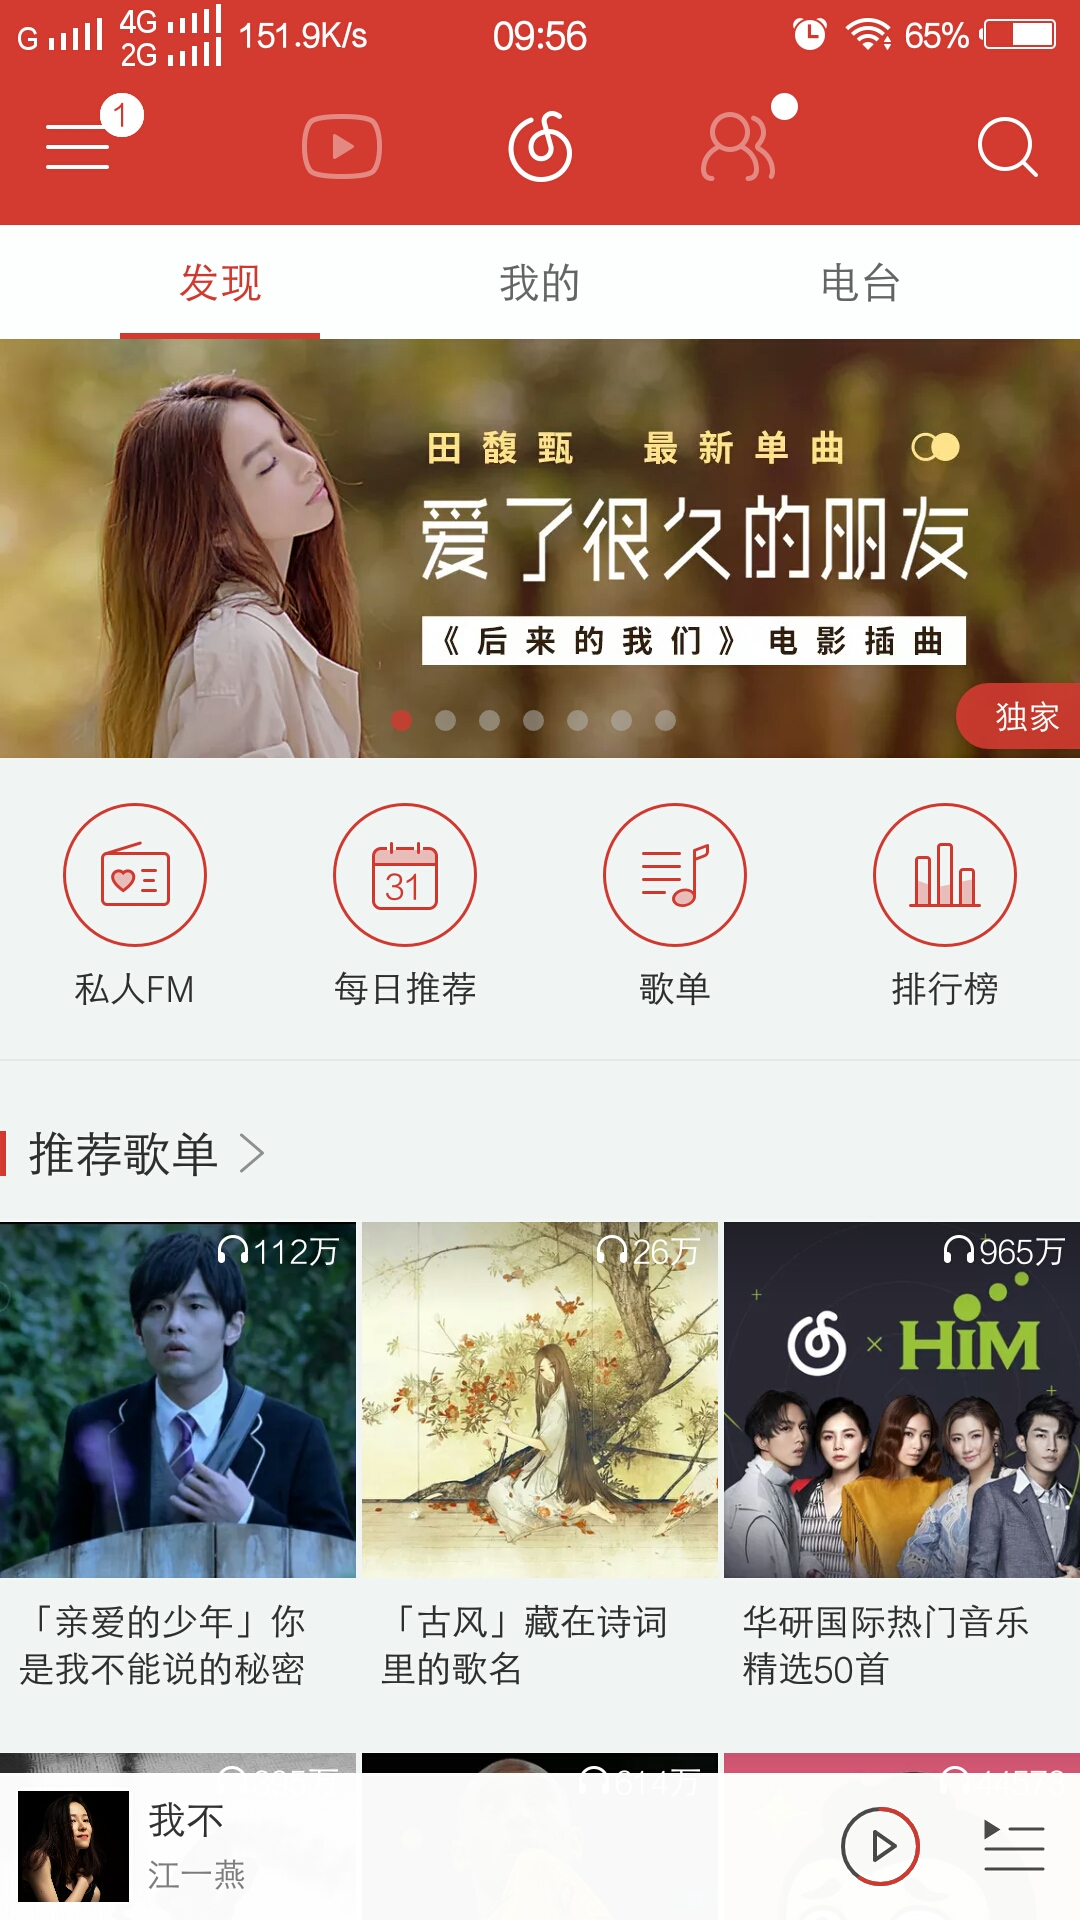 G 4G 151.9K/s 09:56 65%
2G
1
发现 我的 电台
田馥甄 最新单曲
爱了很久的朋友
《后来的我们》电影插曲
独家
31
私人FM 每日推荐 歌单 排行榜
推荐歌单
112万 26万 965万
× HiM
「亲爱的少年」你
是我不能说的秘密
「古风」藏在诗词
里的歌名
华研国际热门音乐
精选50首
614万
我不
江一燕